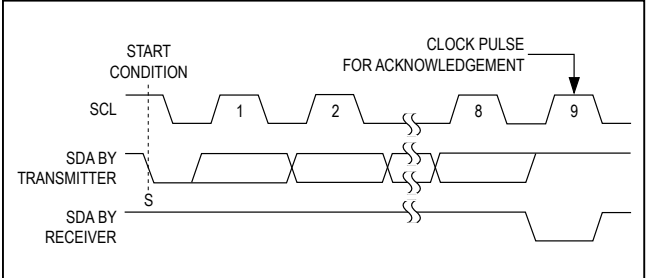 START
CONDITION
CLOCK PULSE
FOR ACKNOWLEDGEMENT
SCL
1
2
8
9
SDA BY
TRANSMITTER
S
SDA BY
RECEIVER